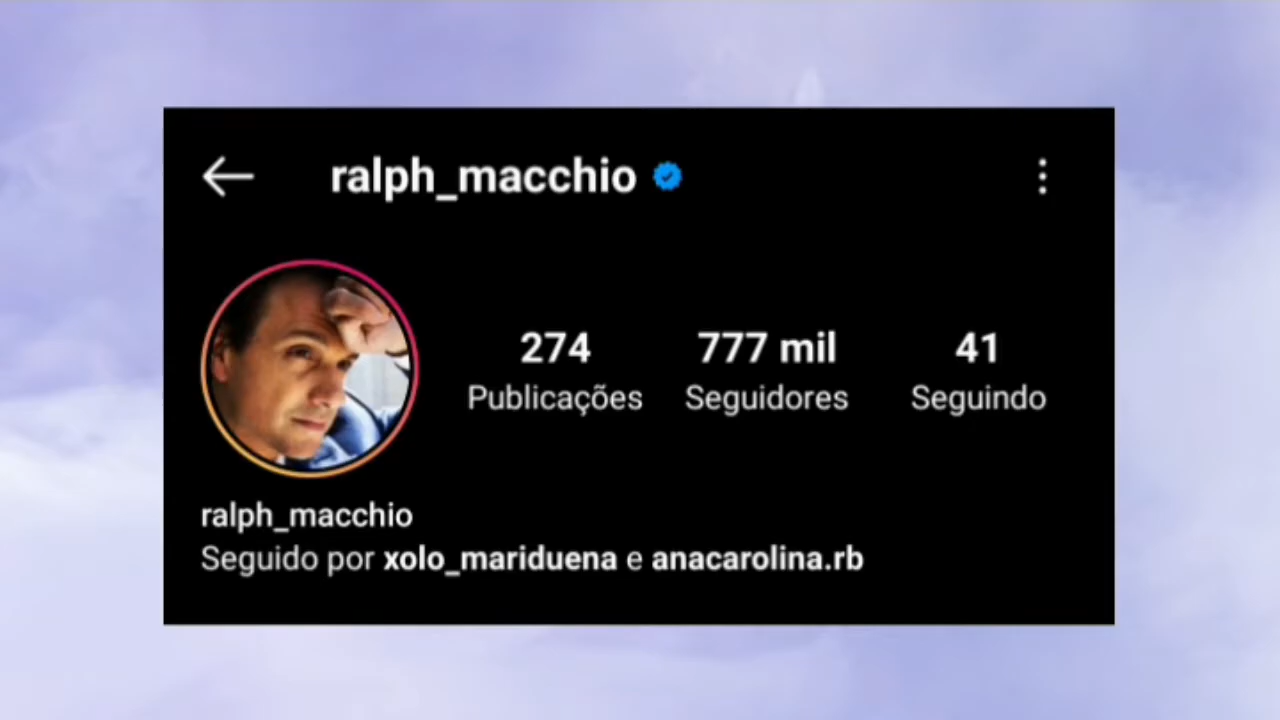 ralph_macchio
274 777 mil 41
Publicações Seguidores Seguindo
ralph_macchio
Seguido por xolo_mariduena e anacarolina.rb